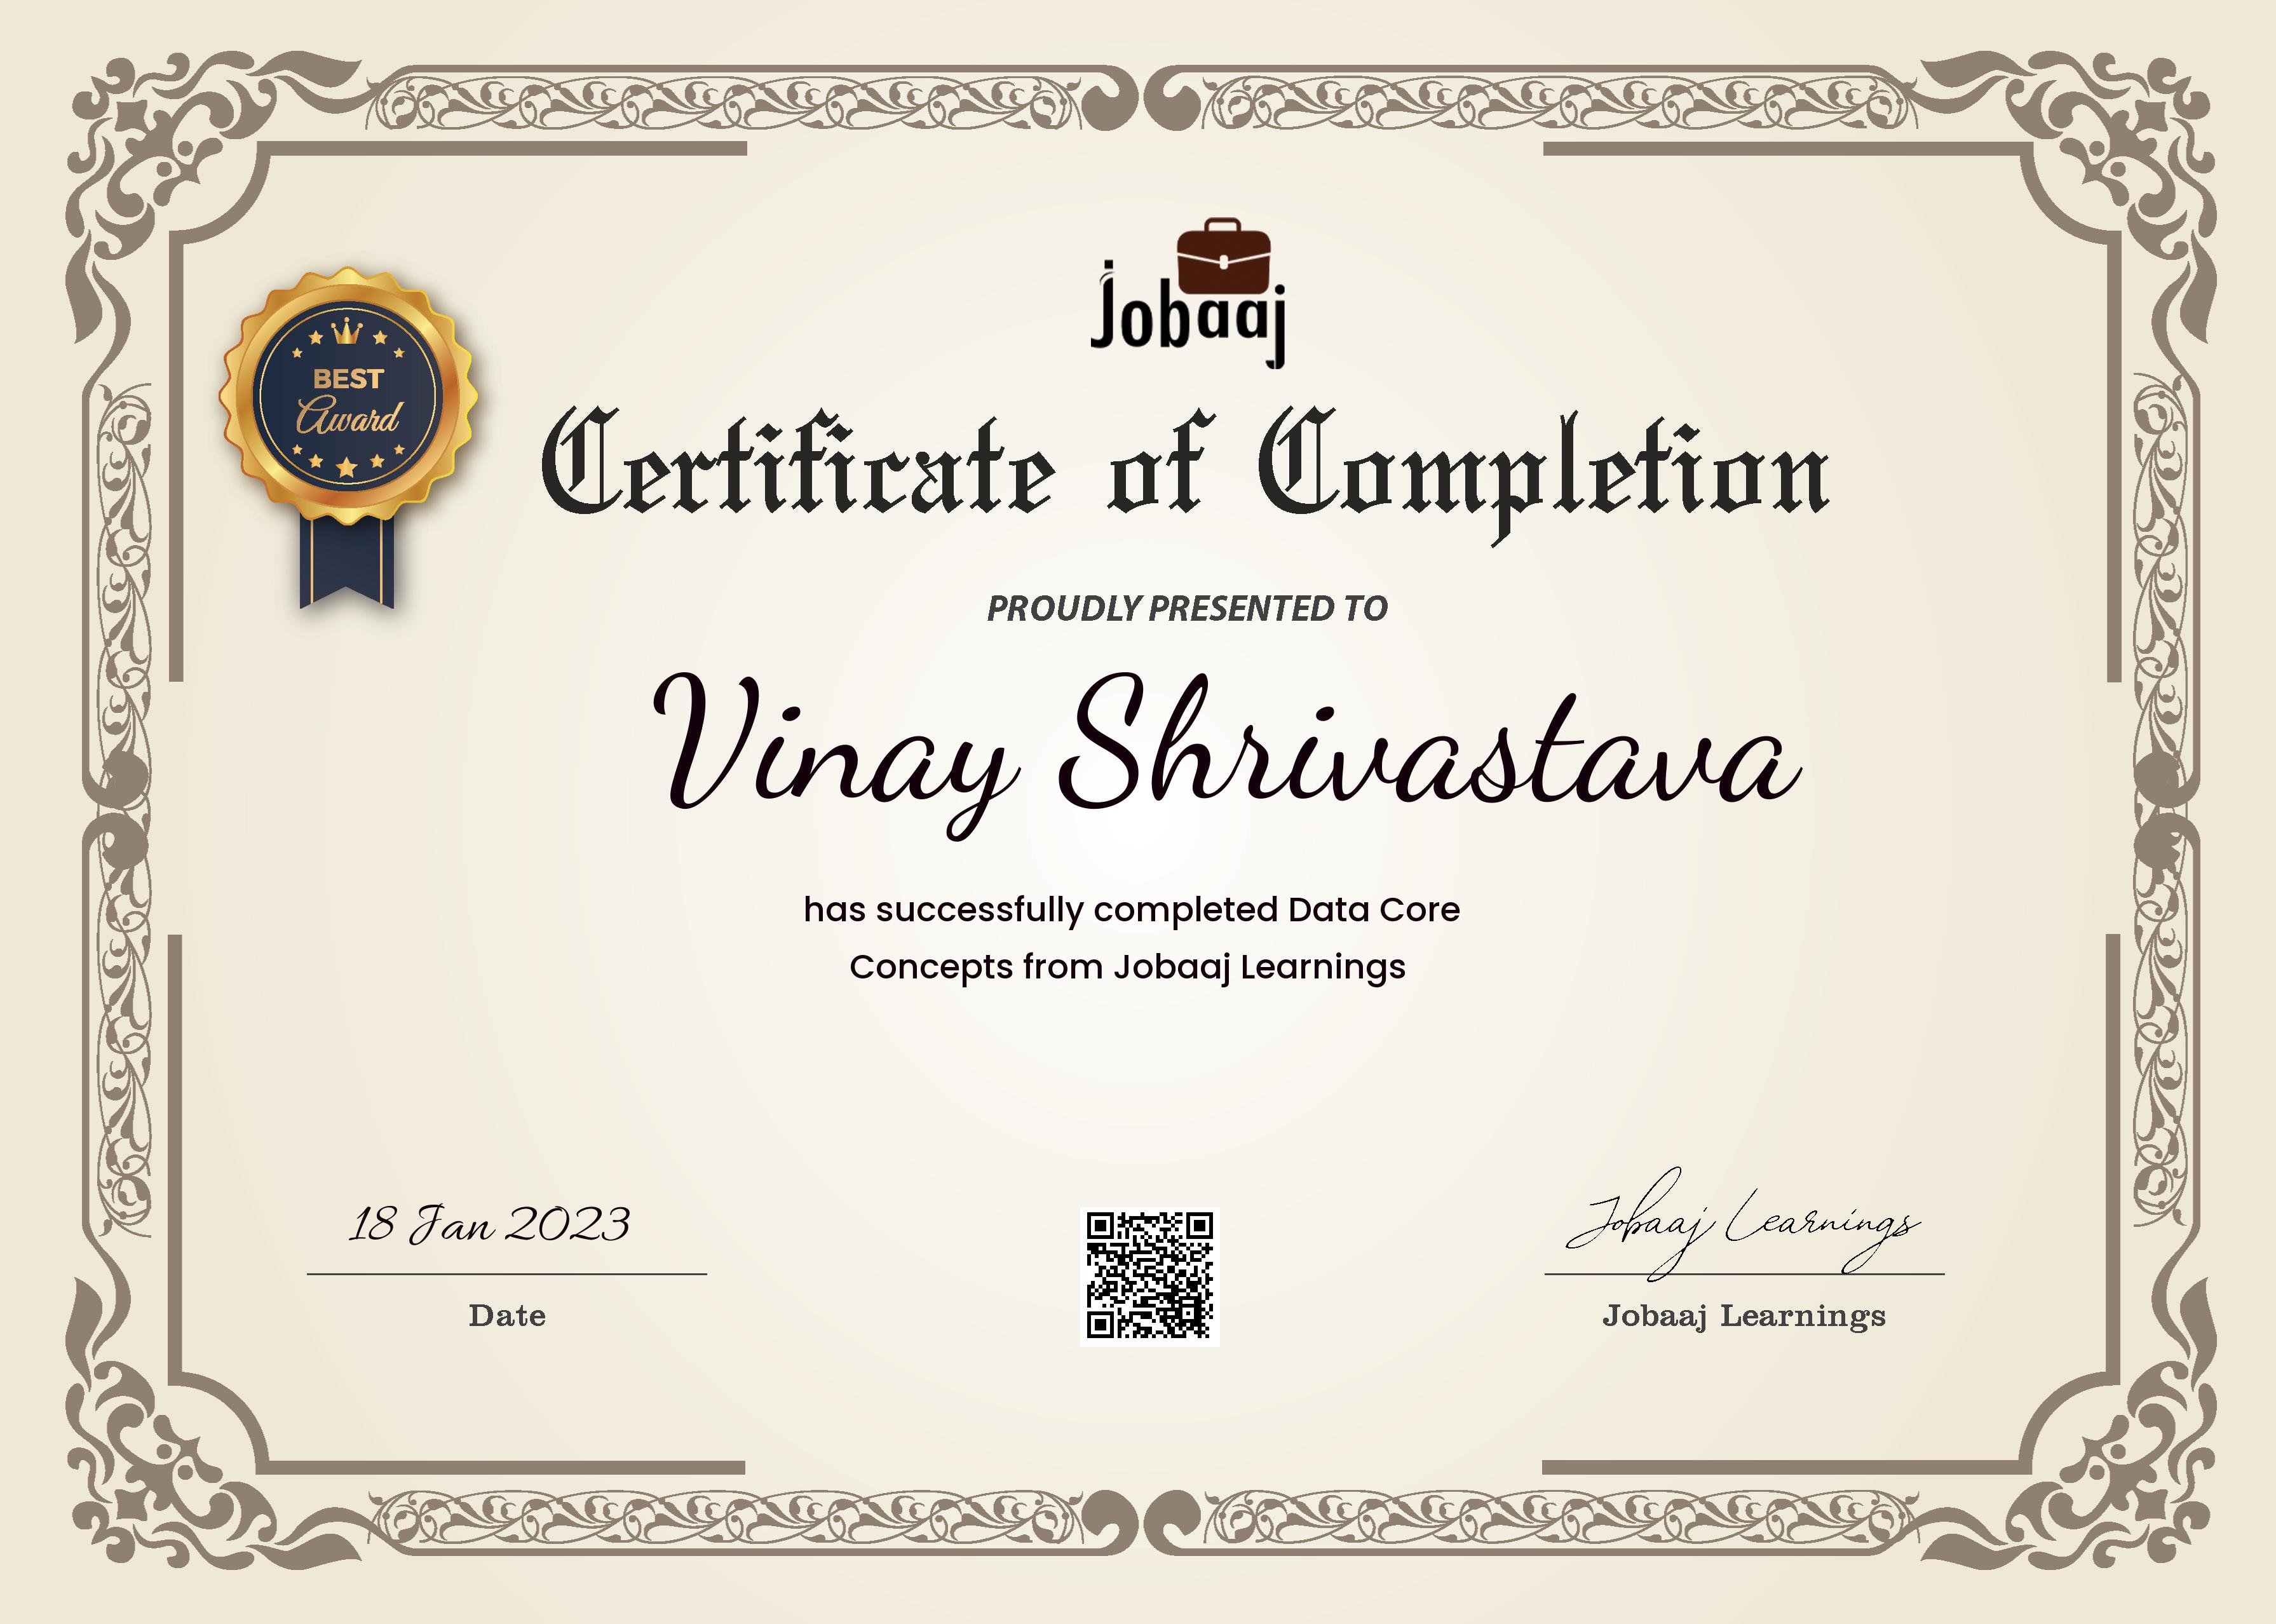 jobaaj
BEST
Award
Certificate of Completion
PROUDLY PRESENTED TO
Vinay Shrivastava
has successfully completed Data Core
Concepts from Jobaaj Learnings
18 Jan 2023
Date
Jobaaj Learnings
Jobaaj Learnings